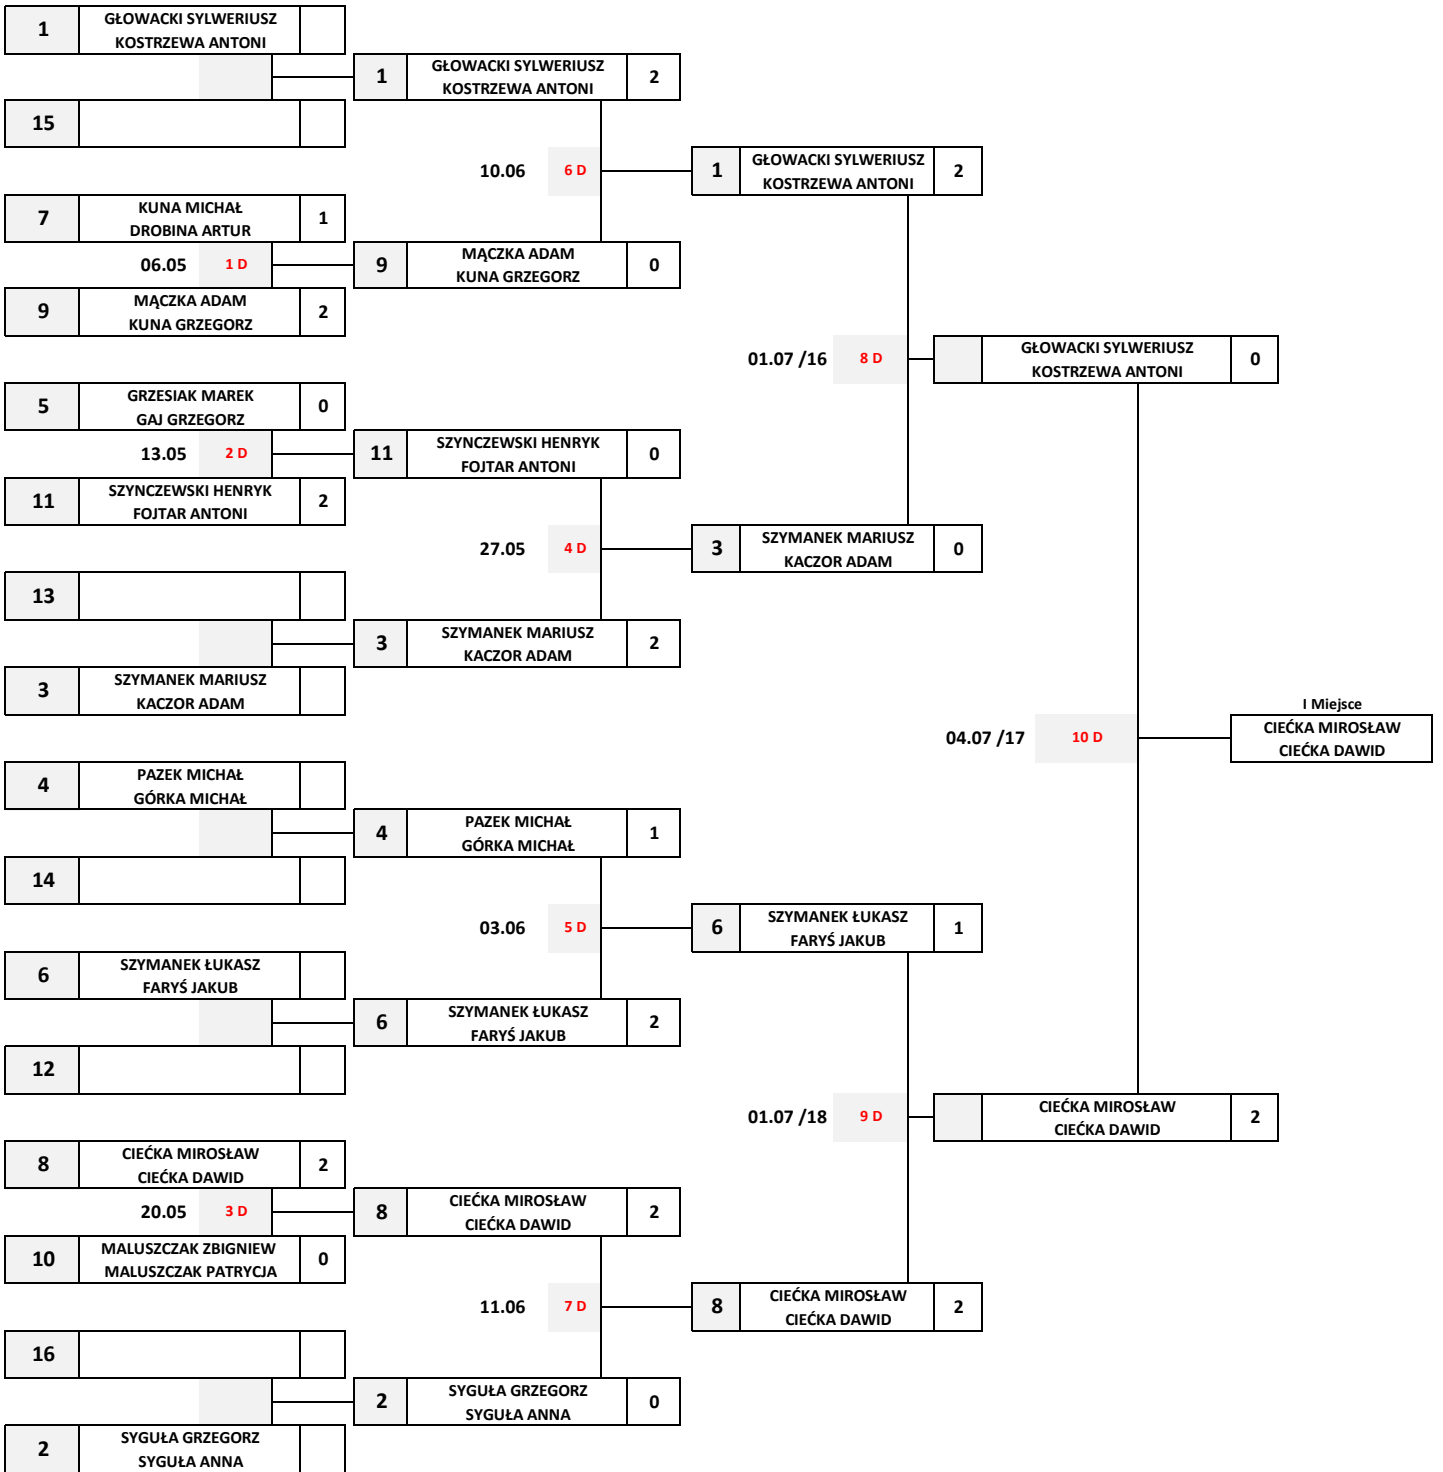 1
GŁOWACKI SYLWERIUSZ
KOSTRZEWA ANTONI
1
GŁOWACKI SYLWERIUSZ
KOSTRZEWA ANTONI
2
15
10.06
6 D
1
GŁOWACKI SYLWERIUSZ
KOSTRZEWA ANTONI
2
7
KUNA MICHAŁ
DROBINA ARTUR
1
06.05
1 D
9
MĄCZKA ADAM
KUNA GRZEGORZ
0
9
MĄCZKA ADAM
KUNA GRZEGORZ
2
01.07 /16
8 D
GŁOWACKI SYLWERIUSZ
KOSTRZEWA ANTONI
0
5
GRZESIAK MAREK
GAJ GRZEGORZ
0
13.05
2 D
11
SZYNCZEWSKI HENRYK
FOJTAR ANTONI
0
11
SZYNCZEWSKI HENRYK
FOJTAR ANTONI
2
27.05
4 D
3
SZYMANEK MARIUSZ
KACZOR ADAM
0
13
3
SZYMANEK MARIUSZ
KACZOR ADAM
2
3
SZYMANEK MARIUSZ
KACZOR ADAM
I Miejsce
04.07 /17
10 D
CIEĆKA MIROSŁAW
CIEĆKA DAWID
4
PAZEK MICHAŁ
GÓRKA MICHAŁ
4
PAZEK MICHAŁ
GÓRKA MICHAŁ
1
14
03.06
5 D
6
SZYMANEK ŁUKASZ
FARYŚ JAKUB
1
6
SZYMANEK ŁUKASZ
FARYŚ JAKUB
6
SZYMANEK ŁUKASZ
FARYŚ JAKUB
2
12
01.07 /18
9 D
CIEĆKA MIROSŁAW
CIEĆKA DAWID
2
8
CIEĆKA MIROSŁAW
CIEĆKA DAWID
2
20.05
3 D
8
CIEĆKA MIROSŁAW
CIEĆKA DAWID
2
10
MALUSZCZAK ZBIGNIEW
MALUSZCZAK PATRYCJA
0
11.06
7 D
8
CIEĆKA MIROSŁAW
CIEĆKA DAWID
2
16
2
SYGUŁA GRZEGORZ
SYGUŁA ANNA
0
2
SYGUŁA GRZEGORZ
SYGUŁA ANNA